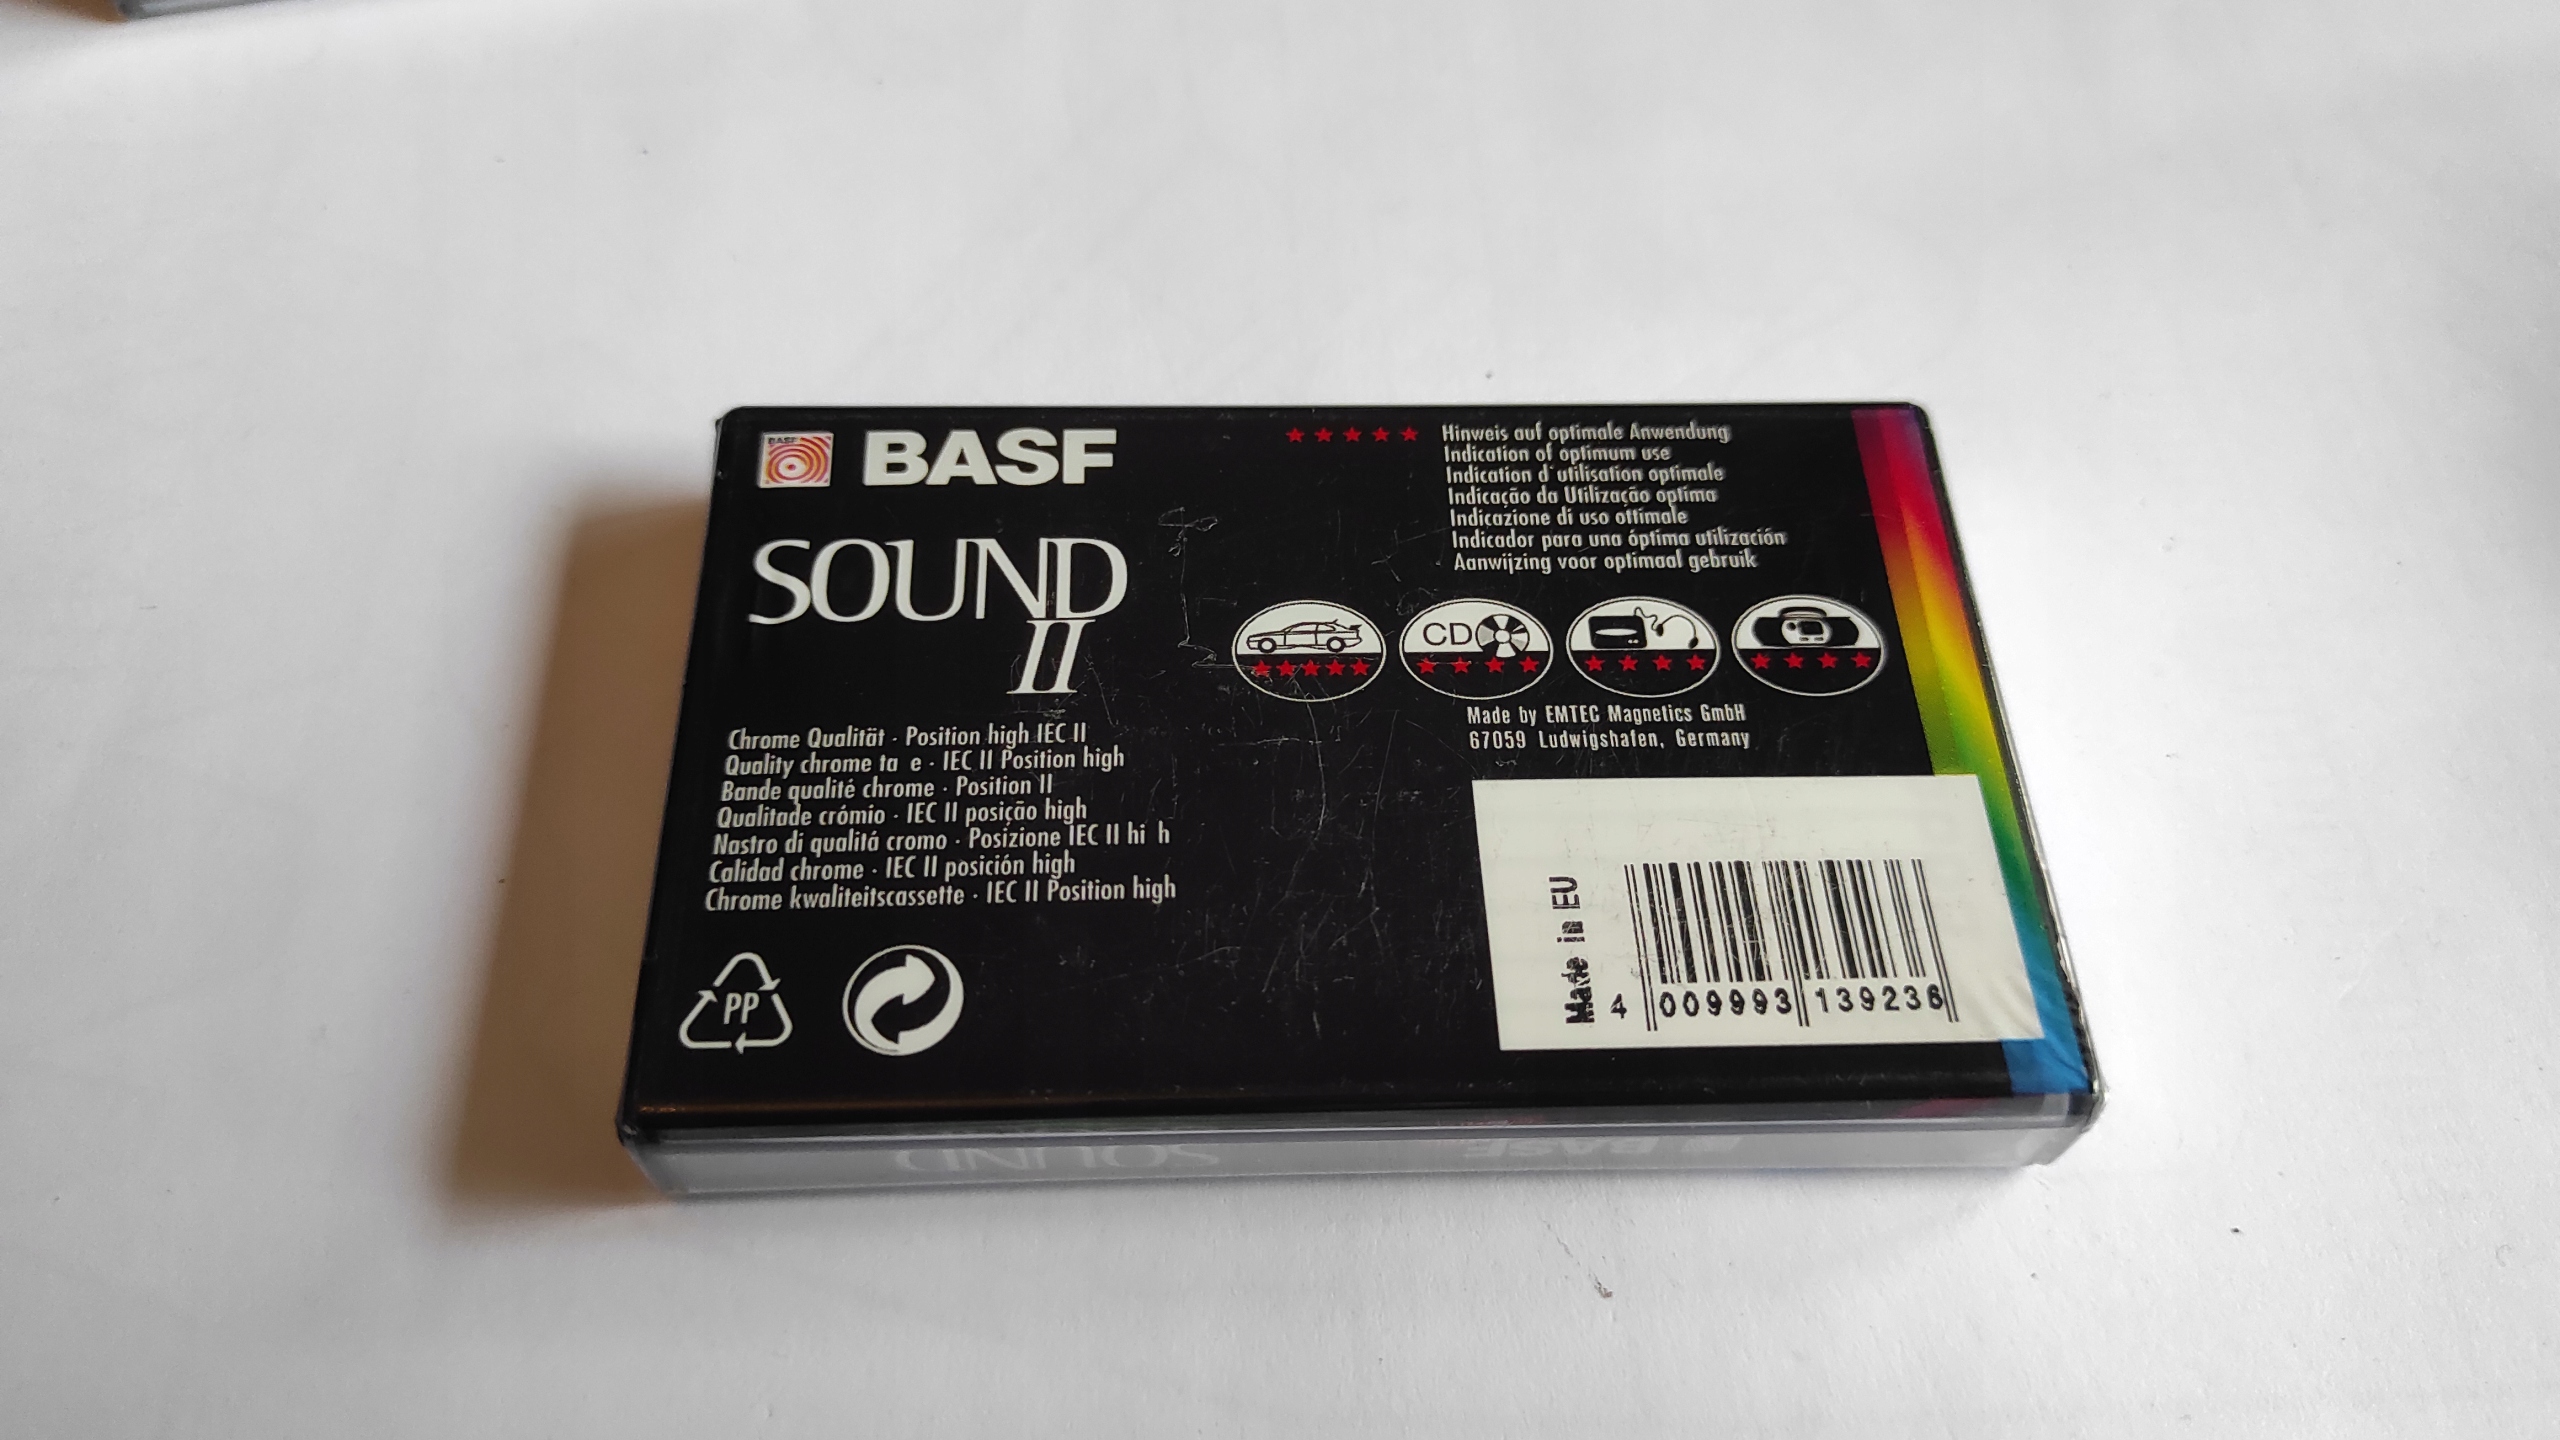 BASF
BASF
SOUND
II
Chrome Qualität · Position high IEC II
Quality chrome ta e · IEC II Position high
Bande qualité chrome · Position II
Qualitade crómio · IEC II posição high
Nastro di qualitá cromo · Posizione IEC II hi h
Calidad chrome · IEC II posición high
Chrome kwaliteitscassette · IEC II Position high
PP
★★★★★ Hinweis auf optimale Anwendung
Indication of optimum use
Indication d'utilisation optimale
Indicação da Utilização optima
Indicazione di uso ottimale
Indicador para una óptima utilización
Aanwijzing voor optimaal gebruik
CD
Made by EMTEC Magnetics GmbH
67059 Ludwigshafen, Germany
Made in EU
4 009993 139236
SOUND
BASF